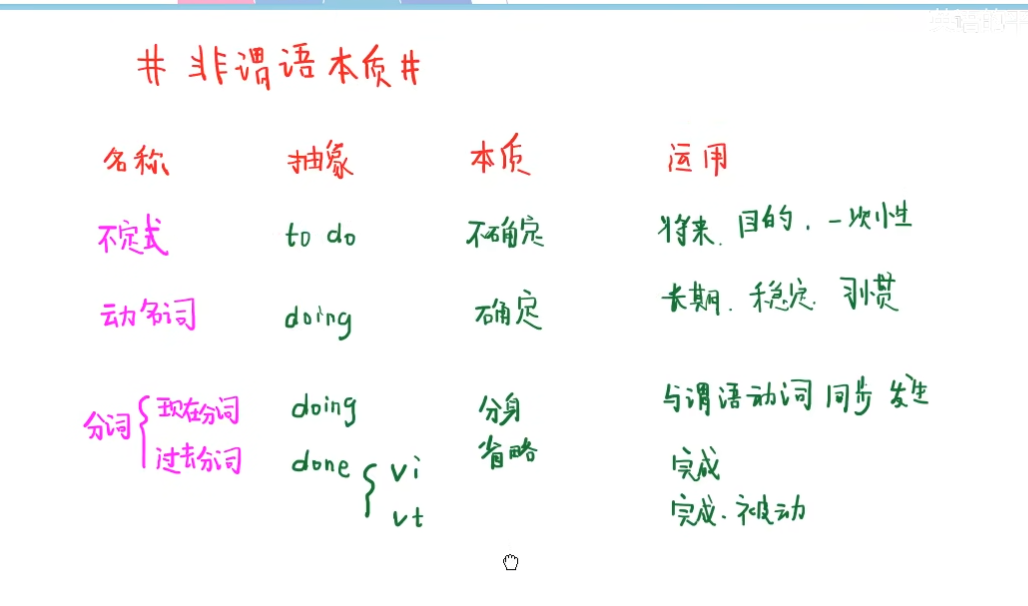 # 非谓语本质#
名称 抽象 本质 运用
不定式 to do 不确定 将来、目的、一次性
动名词 doing 确定 长期、稳定、习惯
分词 { 现在分词 doing 分身 与谓语动词同步发生
过去分词 done { vi 省略 完成
vt 完成、被动